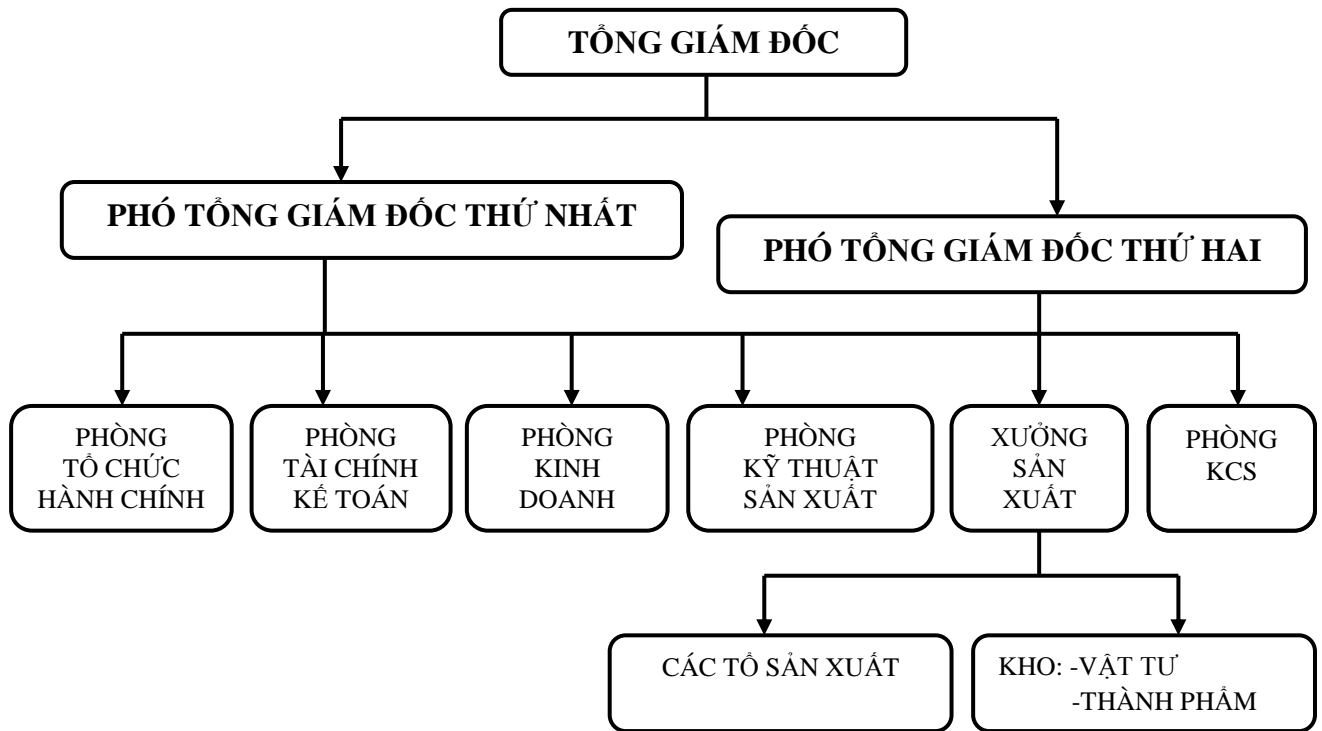 TỔNG GIÁM ĐỐC
PHÓ TỔNG GIÁM ĐỐC THỨ NHẤT
PHÓ TỔNG GIÁM ĐỐC THỨ HAI
PHÒNG
TỔ CHỨC
HÀNH CHÍNH
PHÒNG
TÀI CHÍNH
KẾ TOÁN
PHÒNG
KINH
DOANH
PHÒNG
KỸ THUẬT
SẢN XUẤT
XƯỞNG
SẢN
XUẤT
PHÒNG
KCS
CÁC TỔ SẢN XUẤT
KHO: -VẬT TƯ
-THÀNH PHẨM